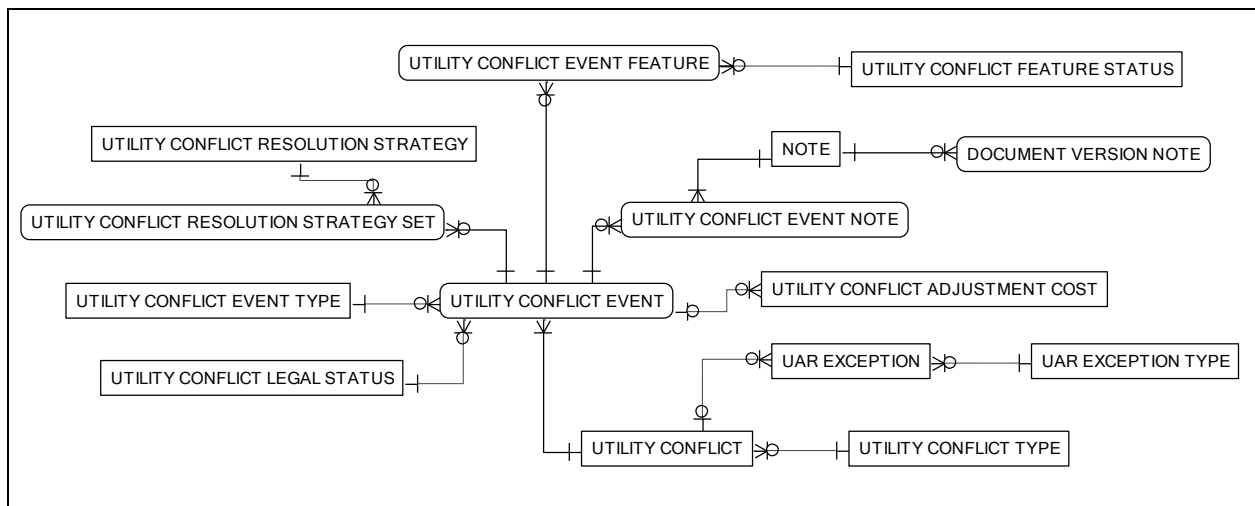 UTILITY CONFLICT EVENT FEATURE
UTILITY CONFLICT FEATURE STATUS
UTILITY CONFLICT RESOLUTION STRATEGY
NOTE
DOCUMENT VERSION NOTE
UTILITY CONFLICT RESOLUTION STRATEGY SET
UTILITY CONFLICT EVENT NOTE
UTILITY CONFLICT EVENT TYPE
UTILITY CONFLICT EVENT
UTILITY CONFLICT ADJUSTMENT COST
UTILITY CONFLICT LEGAL STATUS
UAR EXCEPTION
UAR EXCEPTION TYPE
UTILITY CONFLICT
UTILITY CONFLICT TYPE